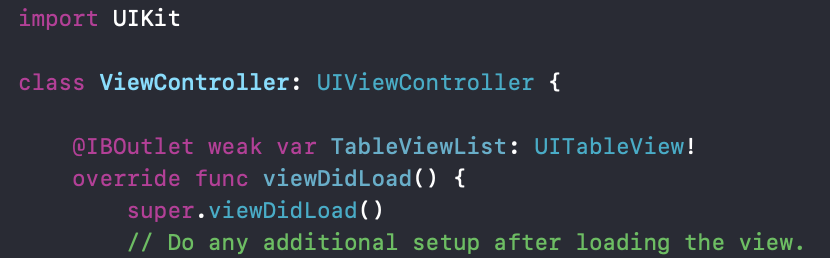 import UIKit
class ViewController: UIViewController {
@IBOutlet weak var TableViewList: UITableView!
override func viewDidLoad() {
super.viewDidLoad()
// Do any additional setup after loading the view.